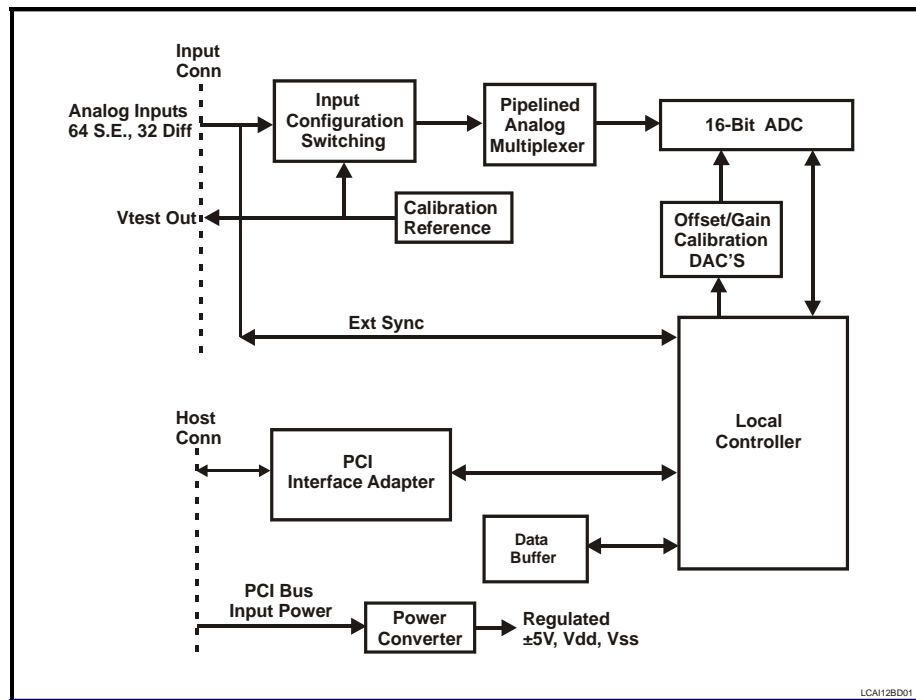 Input
Conn
Analog Inputs
64 S.E., 32 Diff
Input
Configuration
Switching
Pipelined
Analog
Multiplexer
16-Bit ADC
Vtest Out
Calibration
Reference
Offset/Gain
Calibration
DAC'S
Ext Sync
Local
Controller
Host
Conn
PCI
Interface Adapter
Data
Buffer
PCI Bus
Input Power
Power
Converter
Regulated
±5V, Vdd, Vss
LCAI12BD01